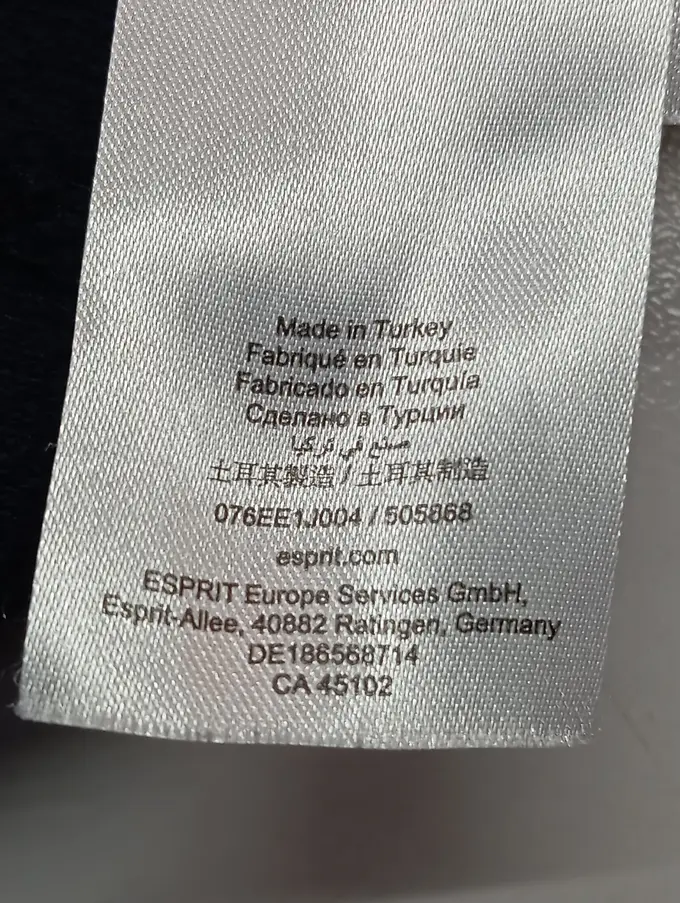 Made in Turkey
Fabriqué en Turquie
Fabricado en Turquía
Сделано в Турции
صنع في تركيا
土耳其製造 / 土耳其制造
076EE1J004 / 505868
esprit.com
ESPRIT Europe Services GmbH,
Esprit-Allee, 40882 Ratingen, Germany
DE186568714
CA 45102